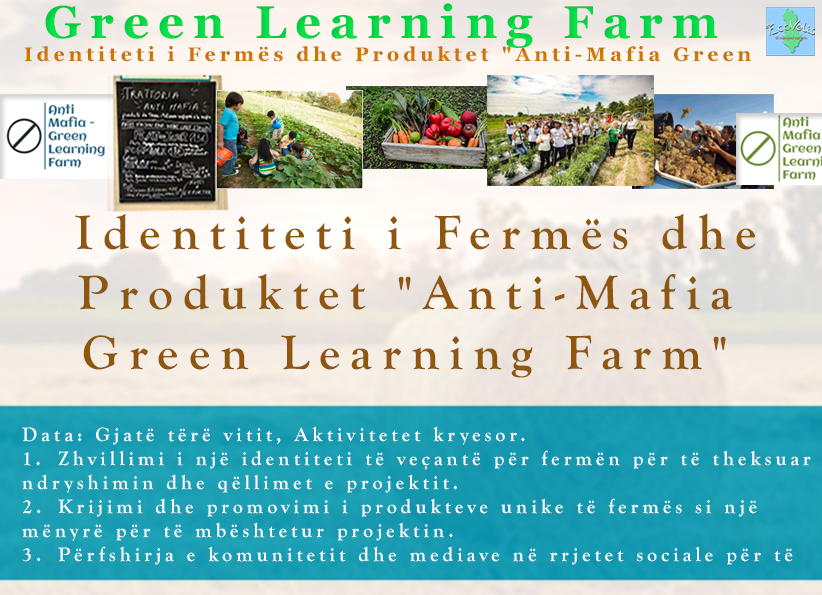 Green Learning Farm
Identiteti i Fermës dhe Produktet "Anti-Mafia Green
EcoVolis
Anti
Mafia -
Green
Learning
Farm
TRATTORIA
ANTI MAFIA
Anti
Mafia
Green
Learni
Farm
Identiteti i Fermës dhe
Produktet "Anti-Mafia
Green Learning Farm"
Data: Gjatë tërë vitit, Aktivitetet kryesor.
1. Zhvillimi i një identiteti të veçantë për fermën për të theksuar
ndryshimin dhe qëllimet e projektit.
2. Krijimi dhe promovimi i produkteve unike të fermës si një
mënyrë për të mbështetur projektin.
3. Përfshirja e komunitetit dhe mediave në rrjetet sociale për të